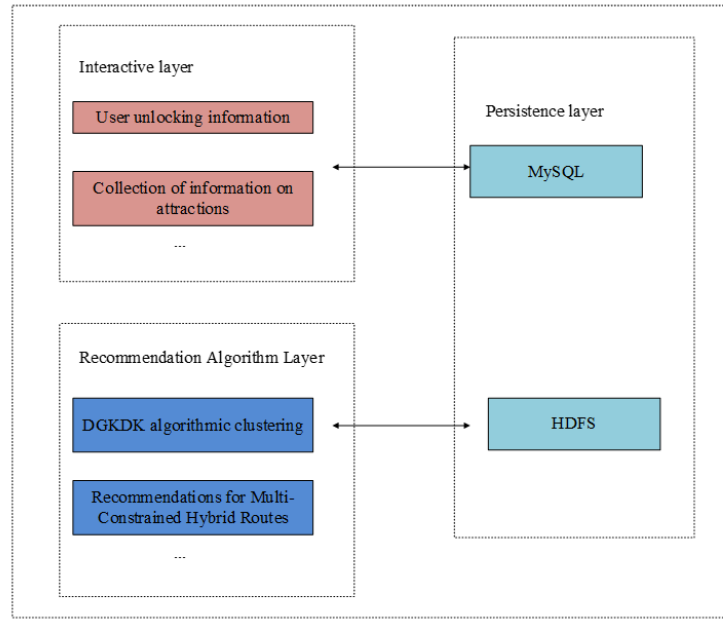 Interactive layer
User unlocking information
Collection of information on
attractions
...
Recommendation Algorithm Layer
DGKDK algorithmic clustering
Recommendations for Multi-
Constrained Hybrid Routes
...
Persistence layer
MySQL
HDFS